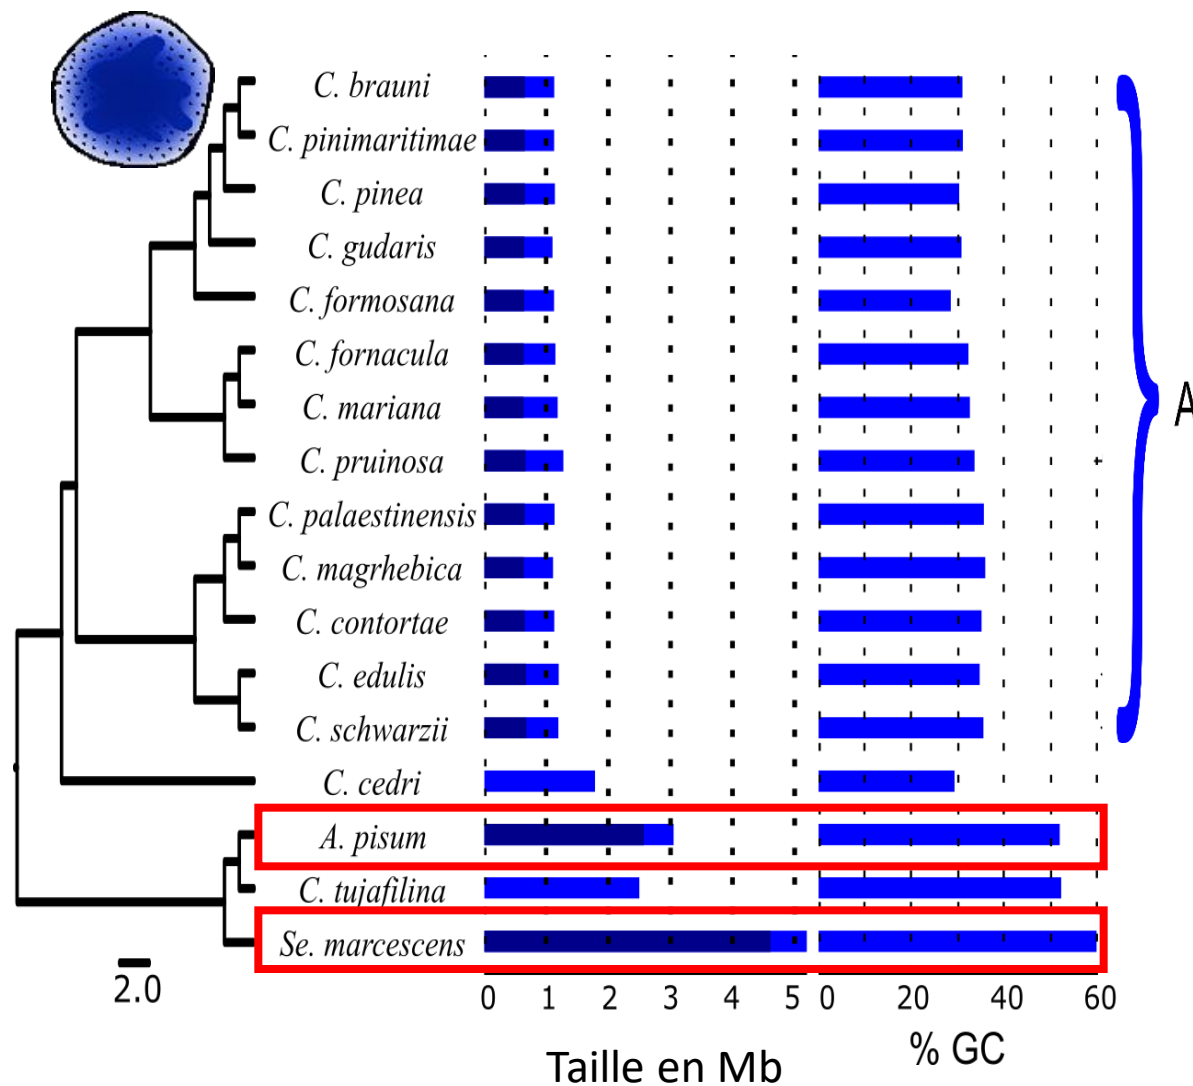 C. brauni
C. pinimaritimae
C. pinea
C. gudaris
C. formosana
C. fornacula
C. mariana
C. pruinosa
C. palaestinensis
C. magrhebica
C. contortae
C. edulis
C. schwarzii
C. cedri
A. pisum
C. tujafilina
Se. marcescens
A
2.0
0 1 2 3 4 5
0 20 40 60
Taille en Mb
% GC